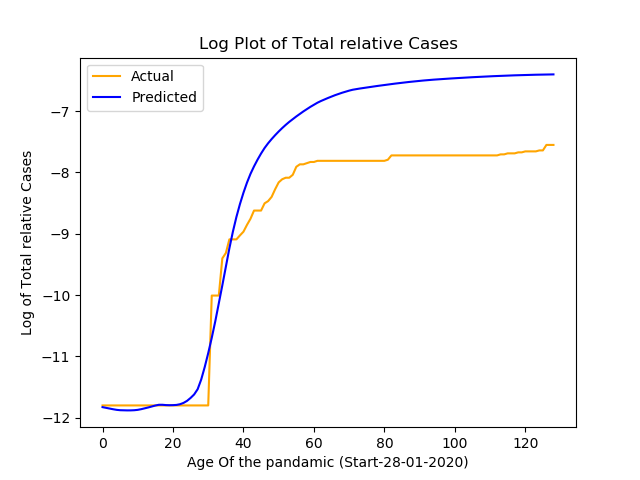 Log Plot of Total relative Cases
Actual
Predicted
Log of Total relative Cases
−7
−8
−9
−10
−11
−12
0 20 40 60 80 100 120
Age Of the pandamic (Start-28-01-2020)